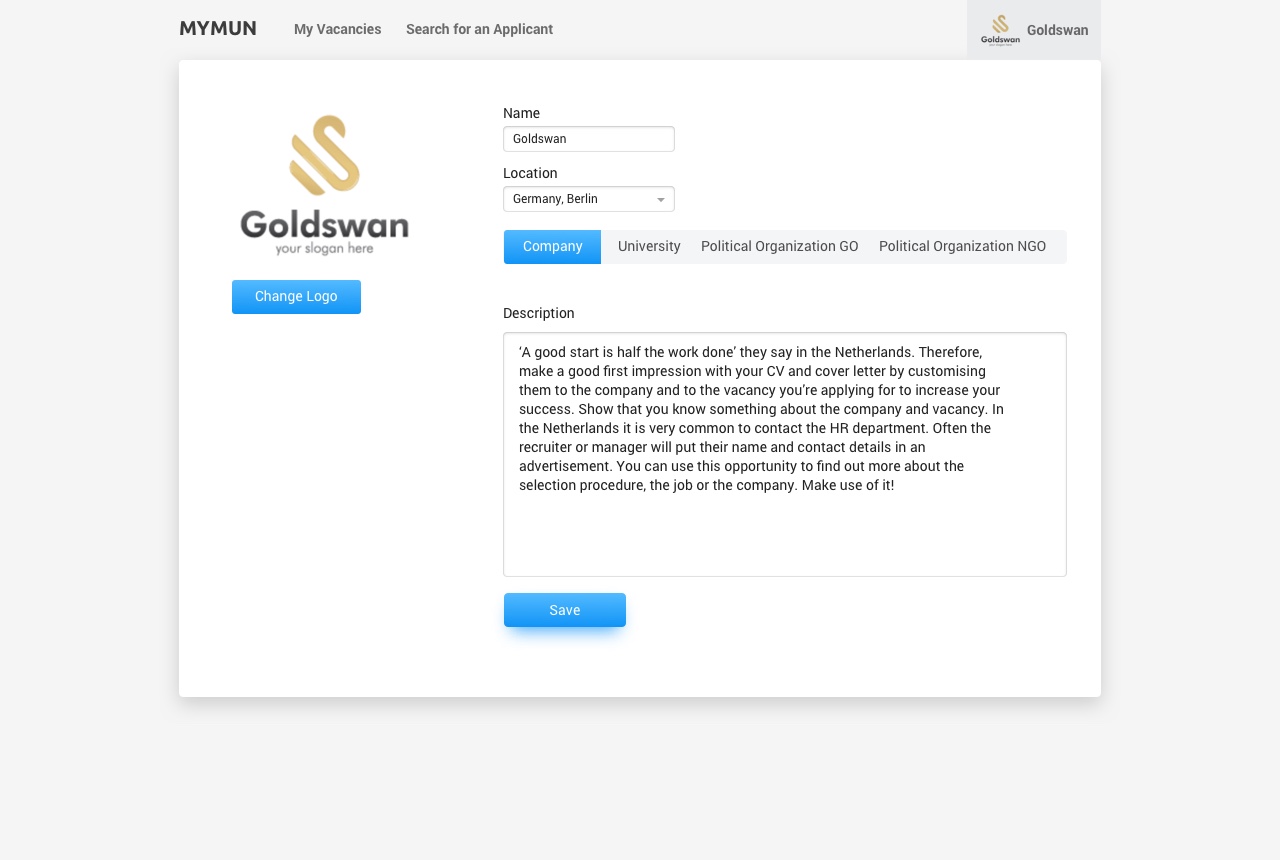 MYMUN
My Vacancies
Search for an Applicant
Goldswan
Goldswan
Goldswan
your slogan here
Change Logo
Name
Goldswan
Location
Germany, Berlin
Company
University
Political Organization GO
Political Organization NGO
Description
‘A good start is half the work done’ they say in the Netherlands. Therefore,
make a good first impression with your CV and cover letter by customising
them to the company and to the vacancy you’re applying for to increase your
success. Show that you know something about the company and vacancy. In
the Netherlands it is very common to contact the HR department. Often the
recruiter or manager will put their name and contact details in an
advertisement. You can use this opportunity to find out more about the
selection procedure, the job or the company. Make use of it!
Save